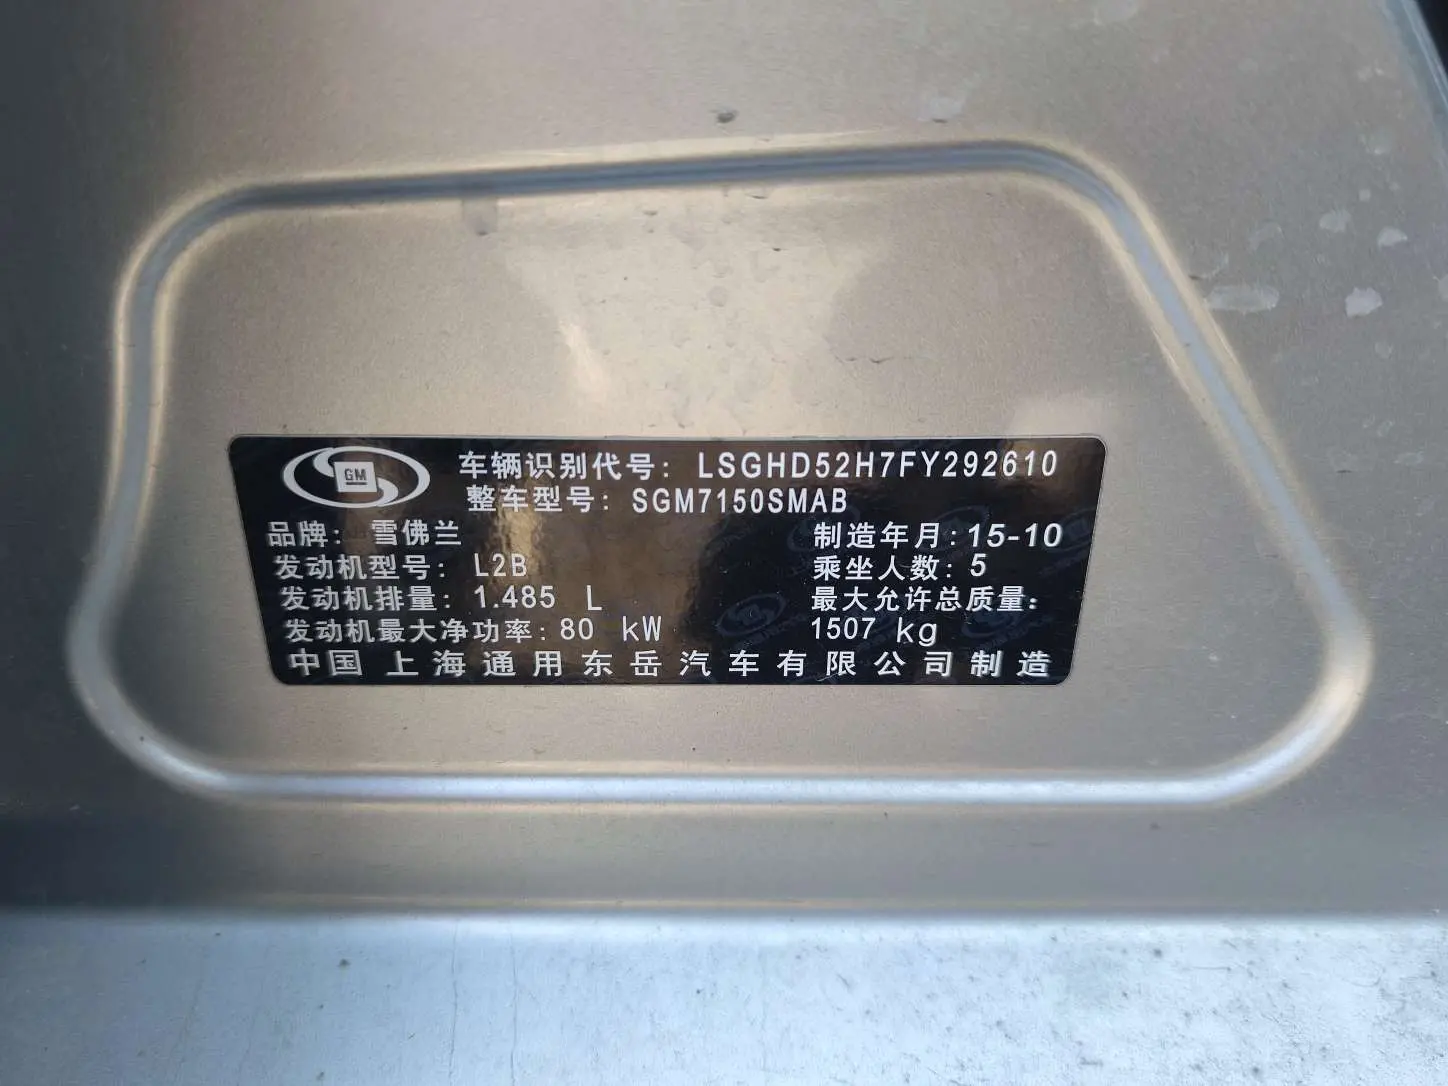 GM
车辆识别代号: LSGHD52H7FY292610
整车型号: SGM7150SMAB
品牌: 雪佛兰
制造年月: 15-10
发动机型号: L2B
乘坐人数: 5
发动机排量: 1.485 L
最大允许总质量:
发动机最大净功率: 80 kW
1507 kg
中国上海通用东岳汽车有限公司制造